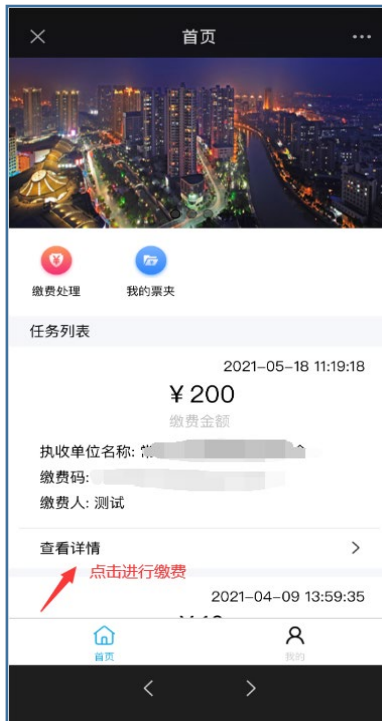 首页
缴费处理 我的票夹
任务列表
2021-05-18 11:19:18
¥200
缴费金额
执收单位名称:
缴费码:
缴费人: 测试
查看详情
点击进行缴费
2021-04-09 13:59:35
首页 我的